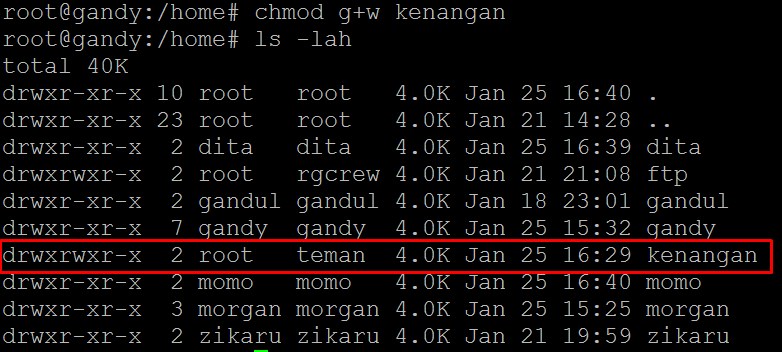 root@gandy:/home# chmod g+w kenangan
root@gandy:/home# ls -lah
total 40K
drwxr-xr-x 10 root   root   4.0K Jan 25 16:40 .
drwxr-xr-x 23 root   root   4.0K Jan 21 14:28 ..
drwxr-xr-x  2 dita   dita   4.0K Jan 25 16:39 dita
drwxrwxr-x  2 root   rgcrew 4.0K Jan 21 21:08 ftp
drwxr-xr-x  2 gandul gandul 4.0K Jan 18 23:01 gandul
drwxr-xr-x  7 gandy  gandy  4.0K Jan 25 15:32 gandy
drwxrwxr-x  2 root   teman  4.0K Jan 25 16:29 kenangan
drwxr-xr-x  2 momo   momo   4.0K Jan 25 16:40 momo
drwxr-xr-x  3 morgan morgan 4.0K Jan 25 15:25 morgan
drwxr-xr-x  2 zikaru zikaru 4.0K Jan 21 19:59 zikaru